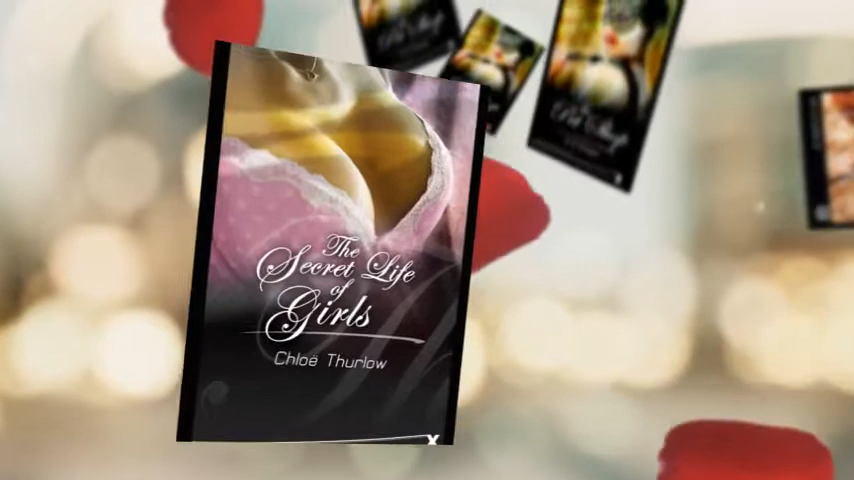 The
Secret Life
of
Girls
Chloë Thurlow
X